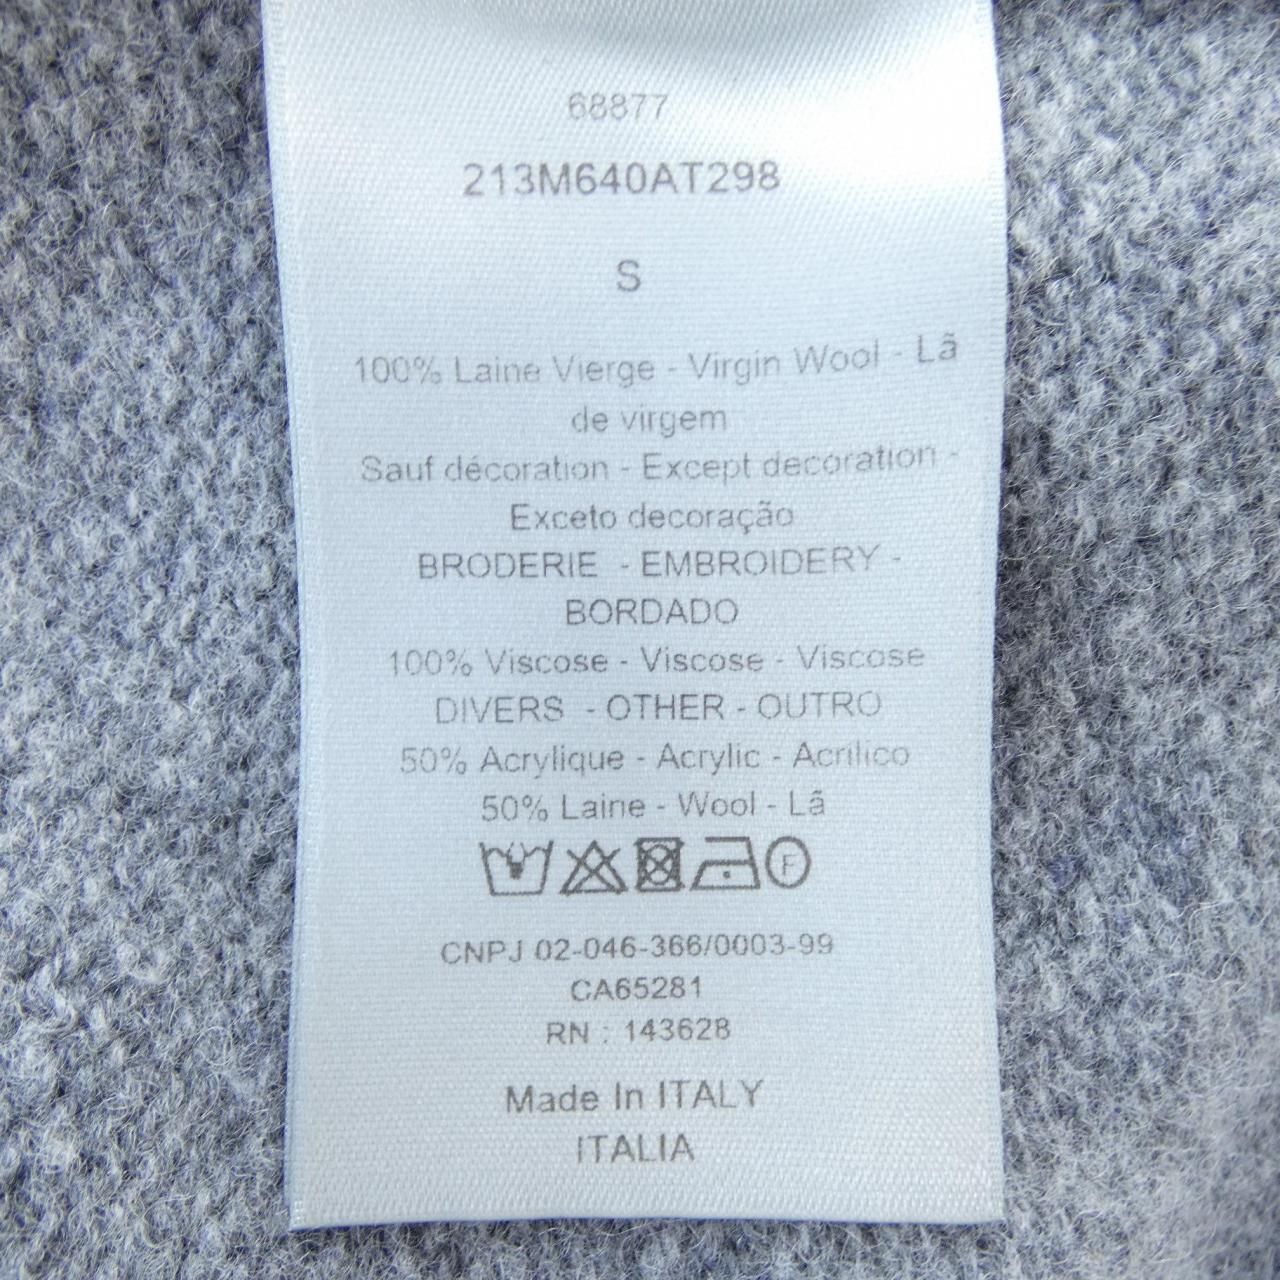 68877
213M640AT298
S
100% Laine Vierge - Virgin Wool - Lã
de virgem
Sauf décoration - Except decoration -
Exceto decoração
BRODERIE - EMBROIDERY -
BORDADO
100% Viscose - Viscose - Viscose
DIVERS - OTHER - OUTRO
50% Acrylique - Acrylic - Acrílico
50% Laine - Wool - Lã
F
CNPJ 02-046-366/0003-99
CA65281
RN : 143628
Made In ITALY
ITALIA